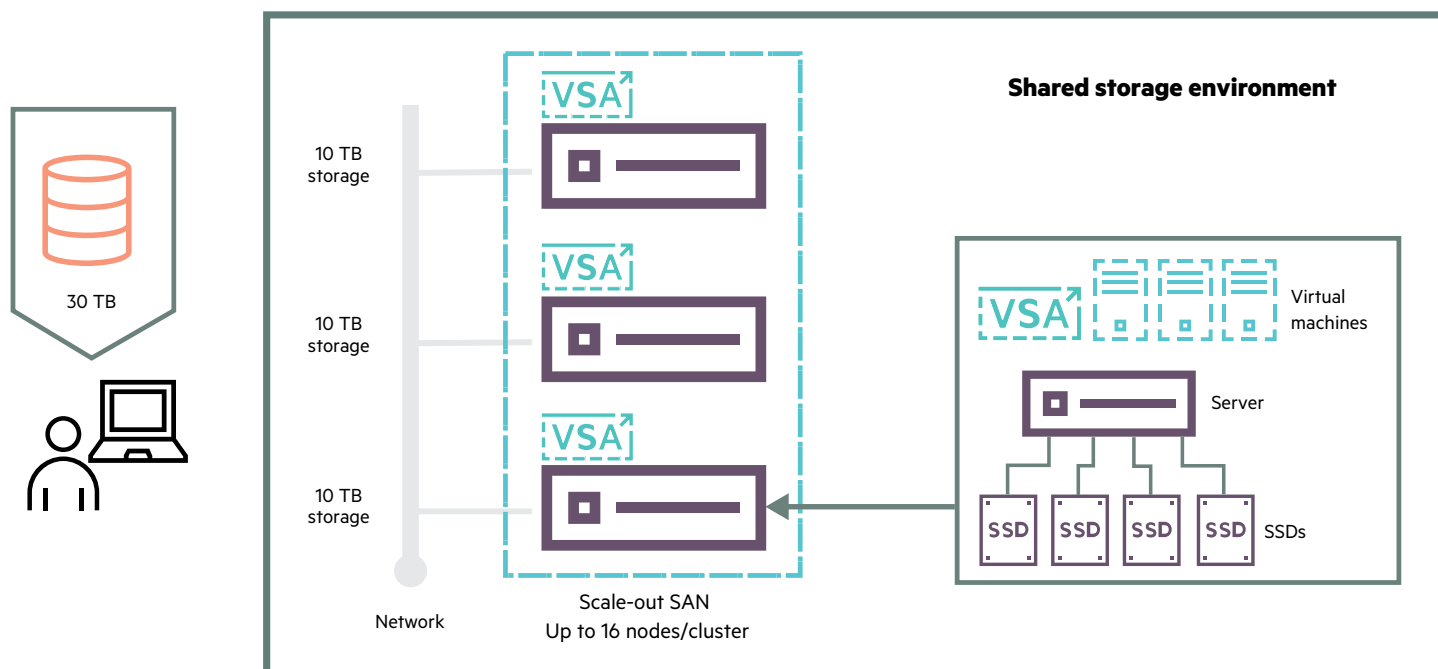 Shared storage environment
30 TB
VSA
10 TB
storage
VSA
10 TB
storage
VSA
10 TB
storage
Network
Scale-out SAN
Up to 16 nodes/cluster
VSA
Virtual
machines
Server
SSD SSD SSD SSD
SSDs